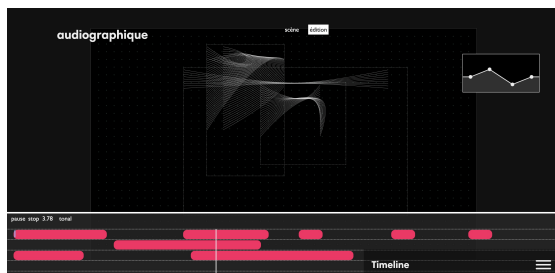 audiographique
scène édition
pause stop 3.78 tonal
Timeline